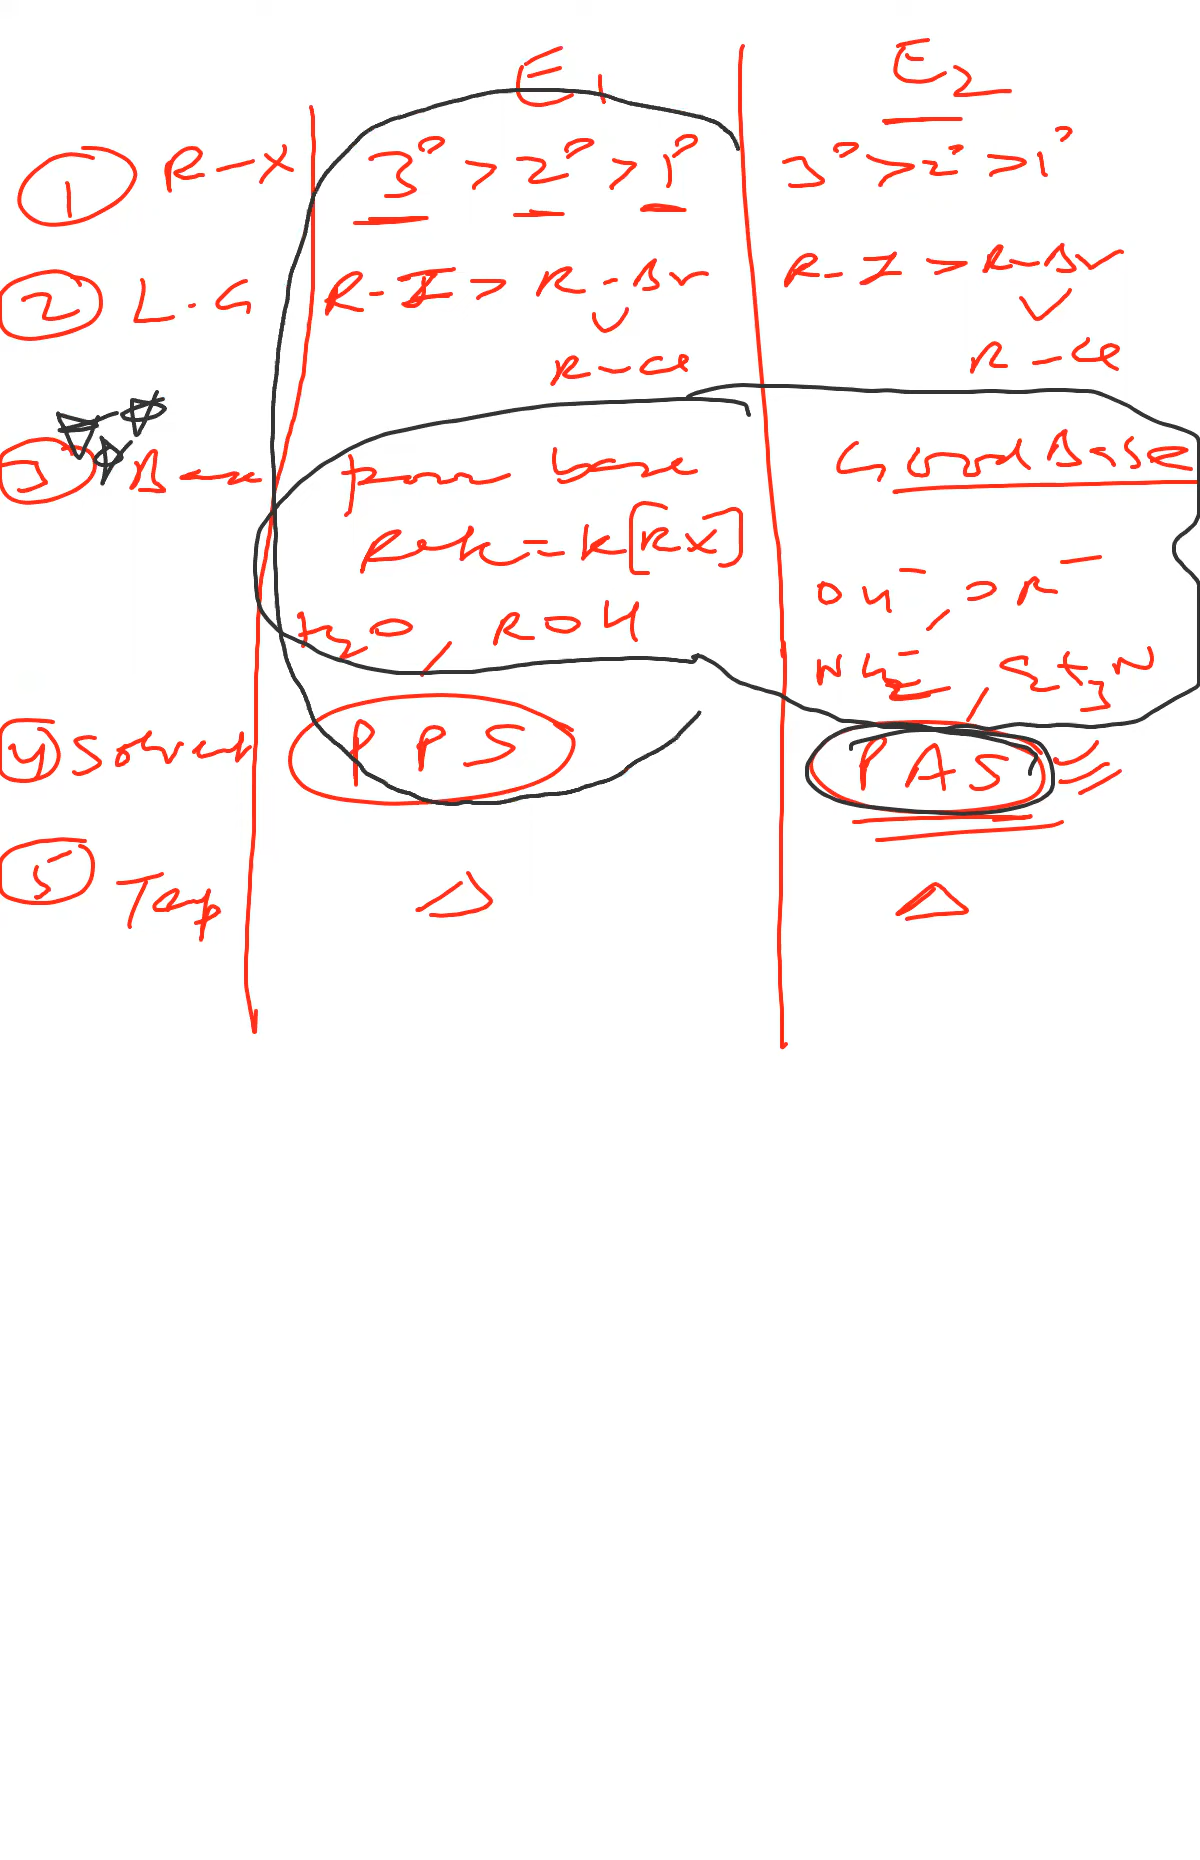 E1 E2
① R-X 3° > 2° > 1° 3° > 2° > 1°
② L.G R-I > R-Br R-I > R-Br
R-Cl R-Cl
③ Base poor base Good Base
Rate = k[RX]
H2O, ROH OH⁻, OR⁻
NH2⁻, Et3N
④ Solvent PPS PAS
⑤ Temp Δ Δ